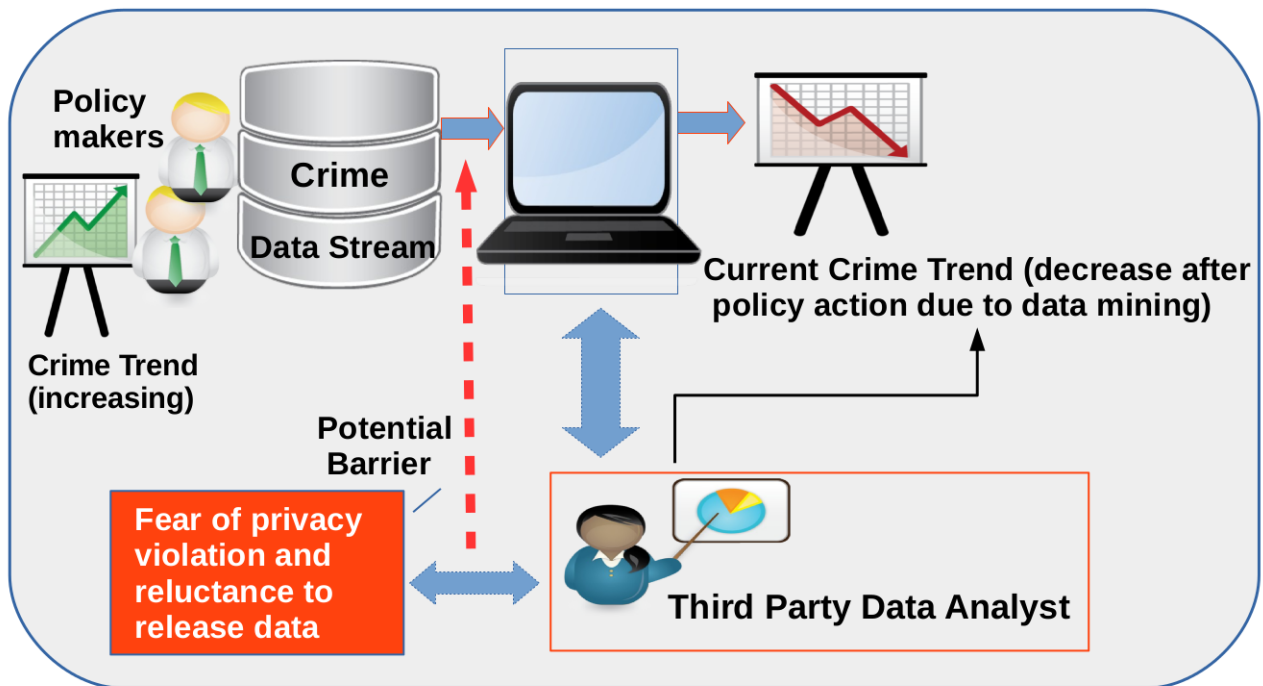 Policy
makers
Crime
Data Stream
Crime Trend
(increasing)
Current Crime Trend (decrease after
policy action due to data mining)
Potential
Barrier
Fear of privacy
violation and
reluctance to
release data
Third Party Data Analyst